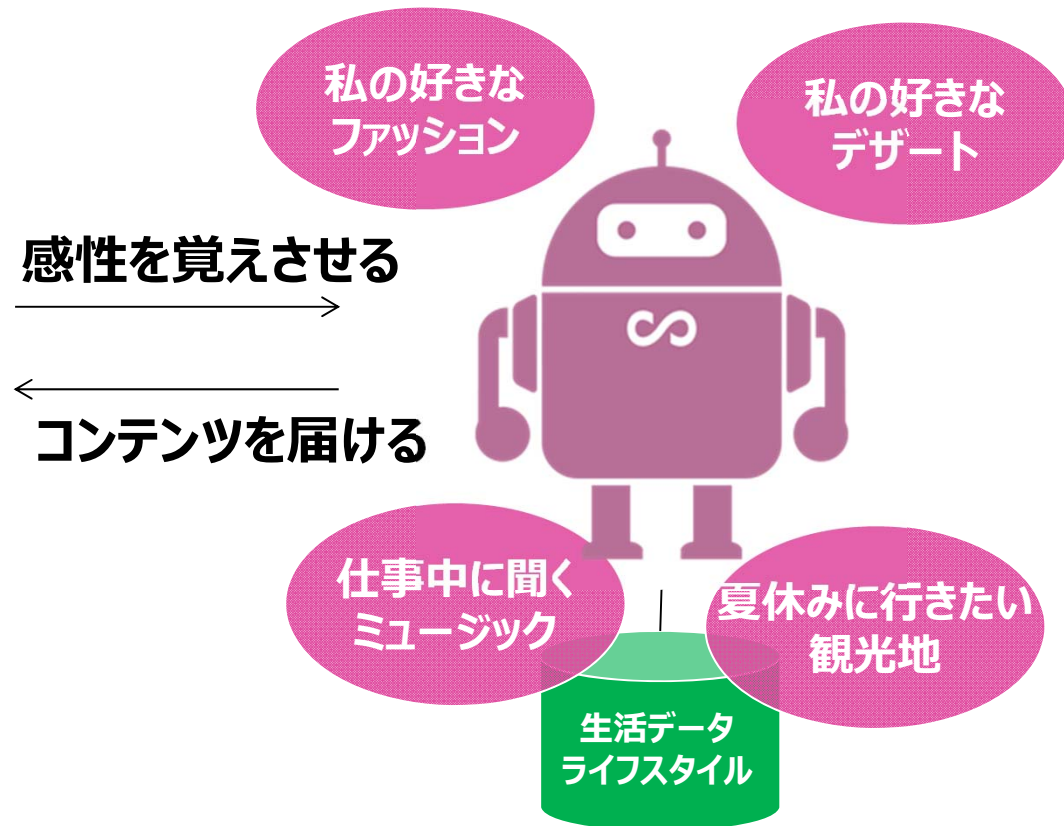 私の好きな
ファッション
私の好きな
デザート
感性を覚えさせる
コンテンツを届ける
仕事中に聞く
ミュージック
夏休みに行きたい
観光地
生活データ
ライフスタイル